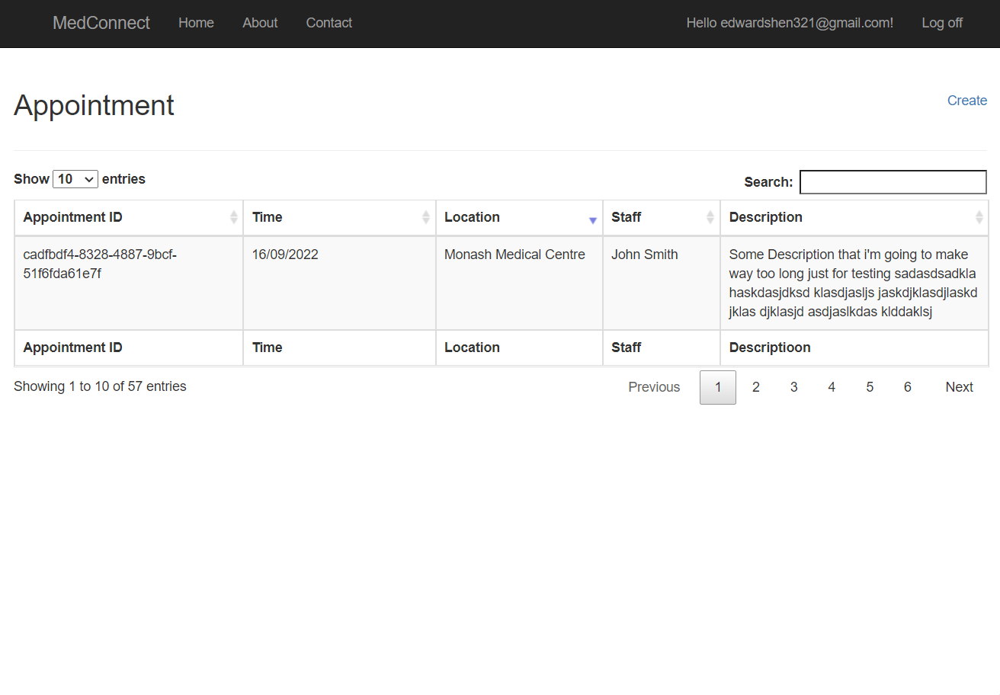 MedConnect Home About Contact Hello edwardshen321@gmail.com! Log off
Appointment Create
Show 10 entries Search:
Appointment ID Time Location Staff Description
cadfbdf4-8328-4887-9bcf- 16/09/2022 Monash Medical Centre John Smith Some Description that i'm going to make
51f6fda61e7f way too long just for testing sadasdsadkla
haskdasjdksd klasdjasljs jaskdjklasdjlaskd
jklas djklasjd asdjaslkdas klddaklsj
Appointment ID Time Location Staff Descriptioon
Showing 1 to 10 of 57 entries Previous 1 2 3 4 5 6 Next